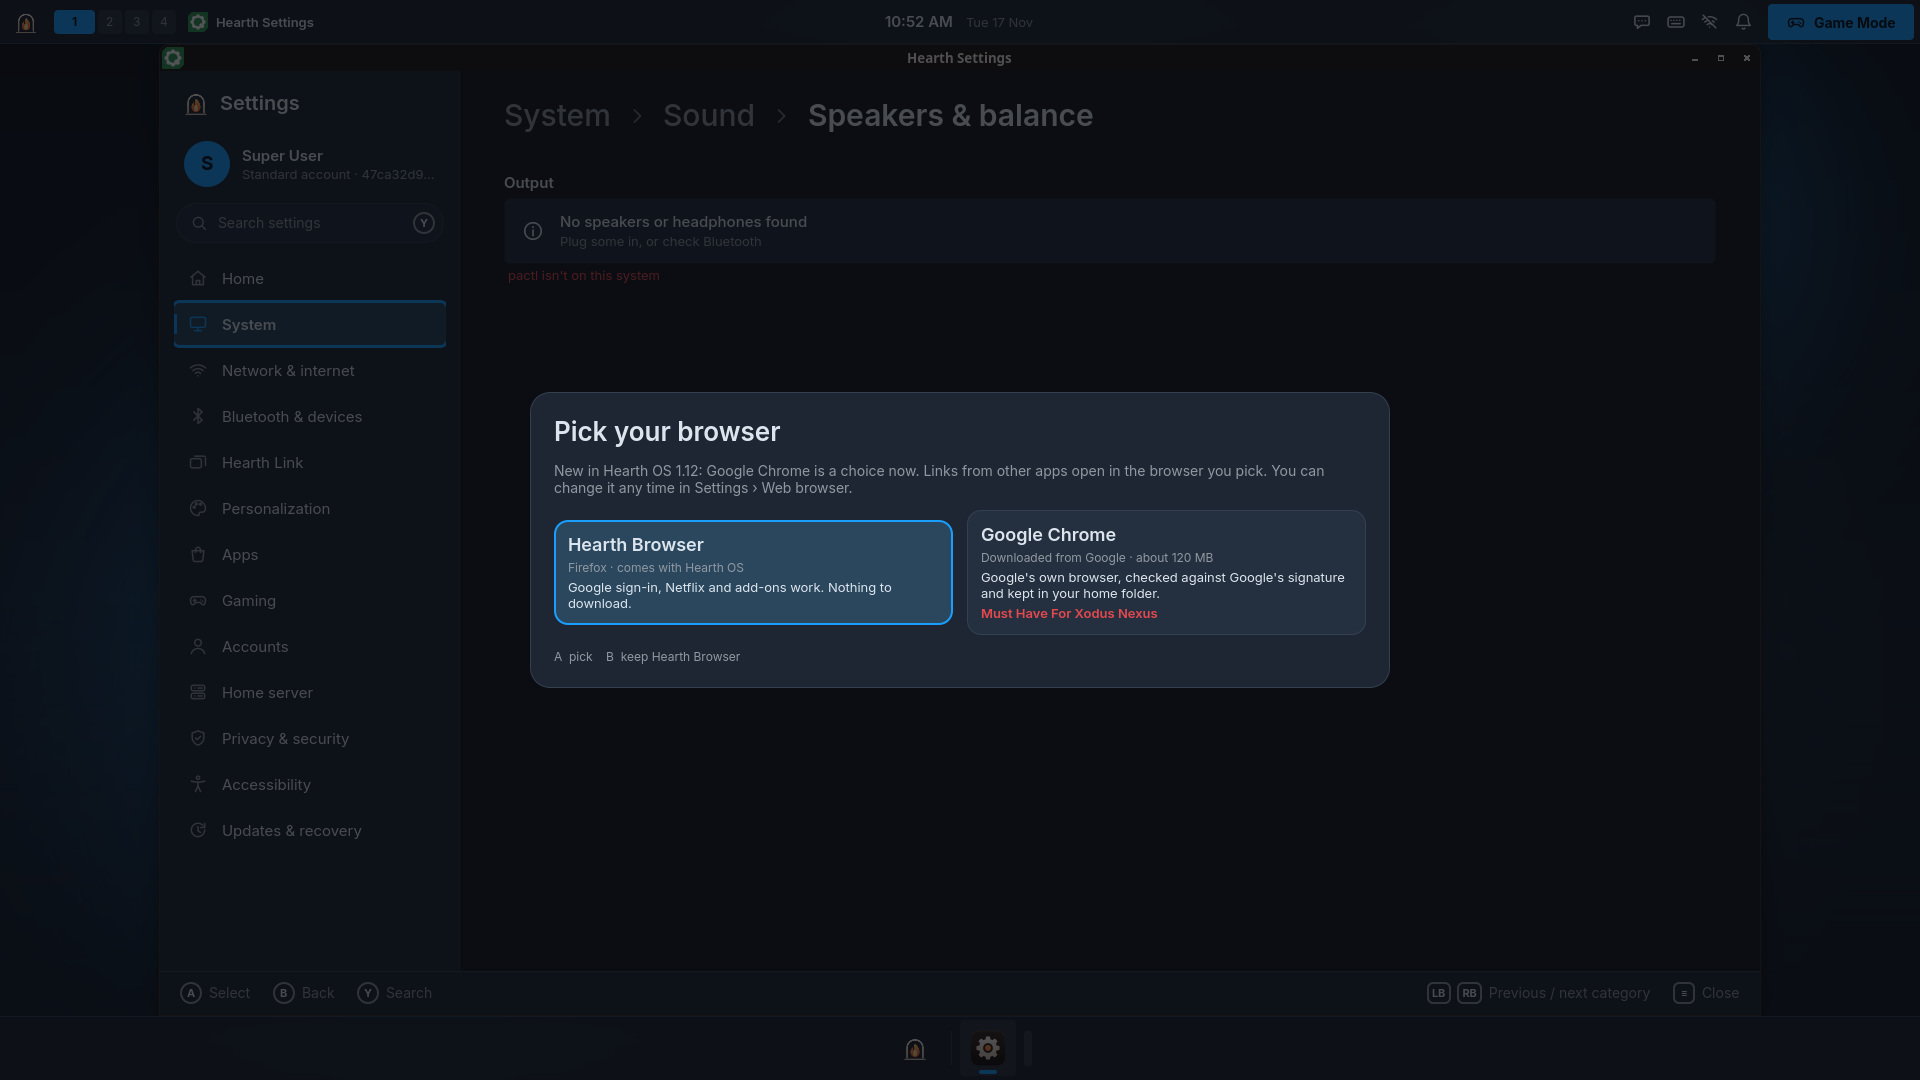 1 2 3 4 Hearth Settings 10:52 AM Tue 17 Nov Game Mode
Hearth Settings
Settings
S
Super User
Standard account · 47ca32d9...
Search settings Y
Home
System
Network & internet
Bluetooth & devices
Hearth Link
Personalization
Apps
Gaming
Accounts
Home server
Privacy & security
Accessibility
Updates & recovery
System › Sound › Speakers & balance
Output
No speakers or headphones found
Plug some in, or check Bluetooth
pactl isn't on this system
Pick your browser
New in Hearth OS 1.12: Google Chrome is a choice now. Links from other apps open in the browser you pick. You can
change it any time in Settings › Web browser.
Hearth Browser
Firefox · comes with Hearth OS
Google sign-in, Netflix and add-ons work. Nothing to
download.
Google Chrome
Downloaded from Google · about 120 MB
Google's own browser, checked against Google's signature
and kept in your home folder.
Must Have For Xodus Nexus
A pick B keep Hearth Browser
A Select B Back Y Search LB RB Previous / next category ≡ Close